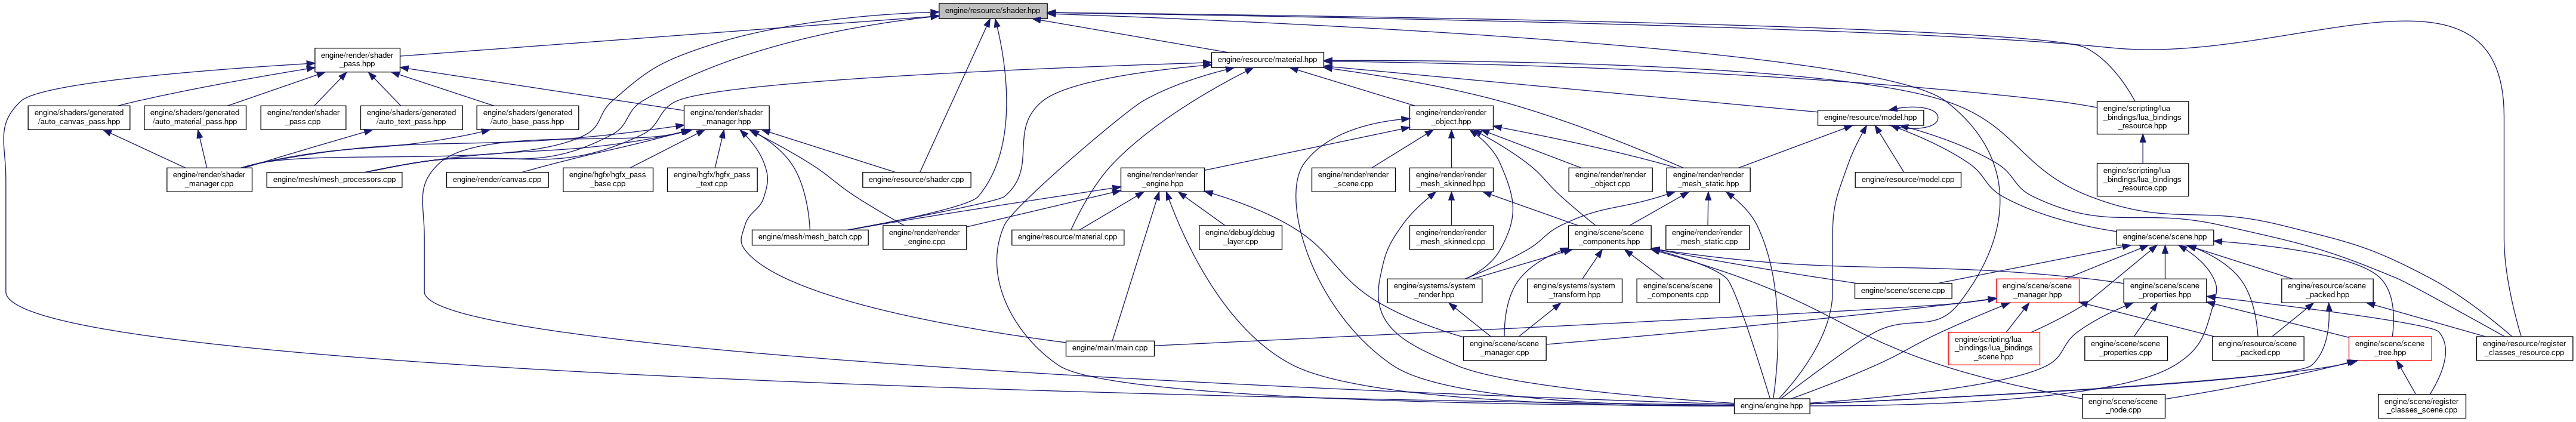 engine/resource/shader.hpp
engine/render/shader
_pass.hpp
engine/resource/material.hpp
engine/shaders/generated
/auto_canvas_pass.hpp
engine/shaders/generated
/auto_material_pass.hpp
engine/render/shader
_pass.cpp
engine/shaders/generated
/auto_text_pass.hpp
engine/shaders/generated
/auto_base_pass.hpp
engine/render/shader
_manager.hpp
engine/render/render
_object.hpp
engine/resource/model.hpp
engine/scripting/lua
_bindings/lua_bindings
_resource.hpp
engine/render/shader
_manager.cpp
engine/mesh/mesh_processors.cpp
engine/render/canvas.cpp
engine/hgfx/hgfx_pass
_base.cpp
engine/hgfx/hgfx_pass
_text.cpp
engine/resource/shader.cpp
engine/render/render
_engine.hpp
engine/render/render
_scene.cpp
engine/render/render
_mesh_skinned.hpp
engine/render/render
_object.cpp
engine/render/render
_mesh_static.hpp
engine/resource/model.cpp
engine/scripting/lua
_bindings/lua_bindings
_resource.cpp
engine/mesh/mesh_batch.cpp
engine/render/render
_engine.cpp
engine/resource/material.cpp
engine/debug/debug
_layer.cpp
engine/render/render
_mesh_skinned.cpp
engine/scene/scene
_components.hpp
engine/render/render
_mesh_static.cpp
engine/scene/scene.hpp
engine/systems/system
_render.hpp
engine/systems/system
_transform.hpp
engine/scene/scene
_components.cpp
engine/scene/scene.cpp
engine/scene/scene
_manager.hpp
engine/scene/scene
_properties.hpp
engine/resource/scene
_packed.hpp
engine/main/main.cpp
engine/scene/scene
_manager.cpp
engine/scripting/lua
_bindings/lua_bindings
_scene.hpp
engine/scene/scene
_properties.cpp
engine/resource/scene
_packed.cpp
engine/scene/scene
_tree.hpp
engine/resource/register
_classes_resource.cpp
engine/engine.hpp
engine/scene/scene
_node.cpp
engine/scene/register
_classes_scene.cpp